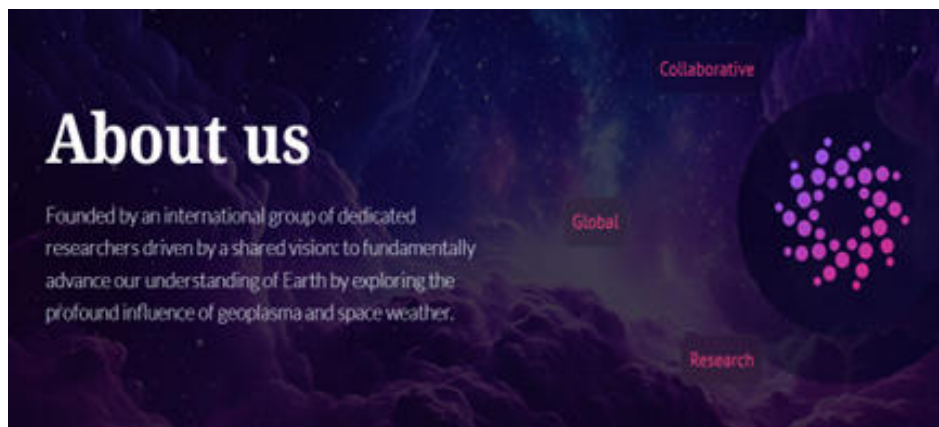 About us
Founded by an international group of dedicated
researchers driven by a shared vision: to fundamentally
advance our understanding of Earth by exploring the
profound influence of geoplasma and space weather.
Collaborative
Global
Research